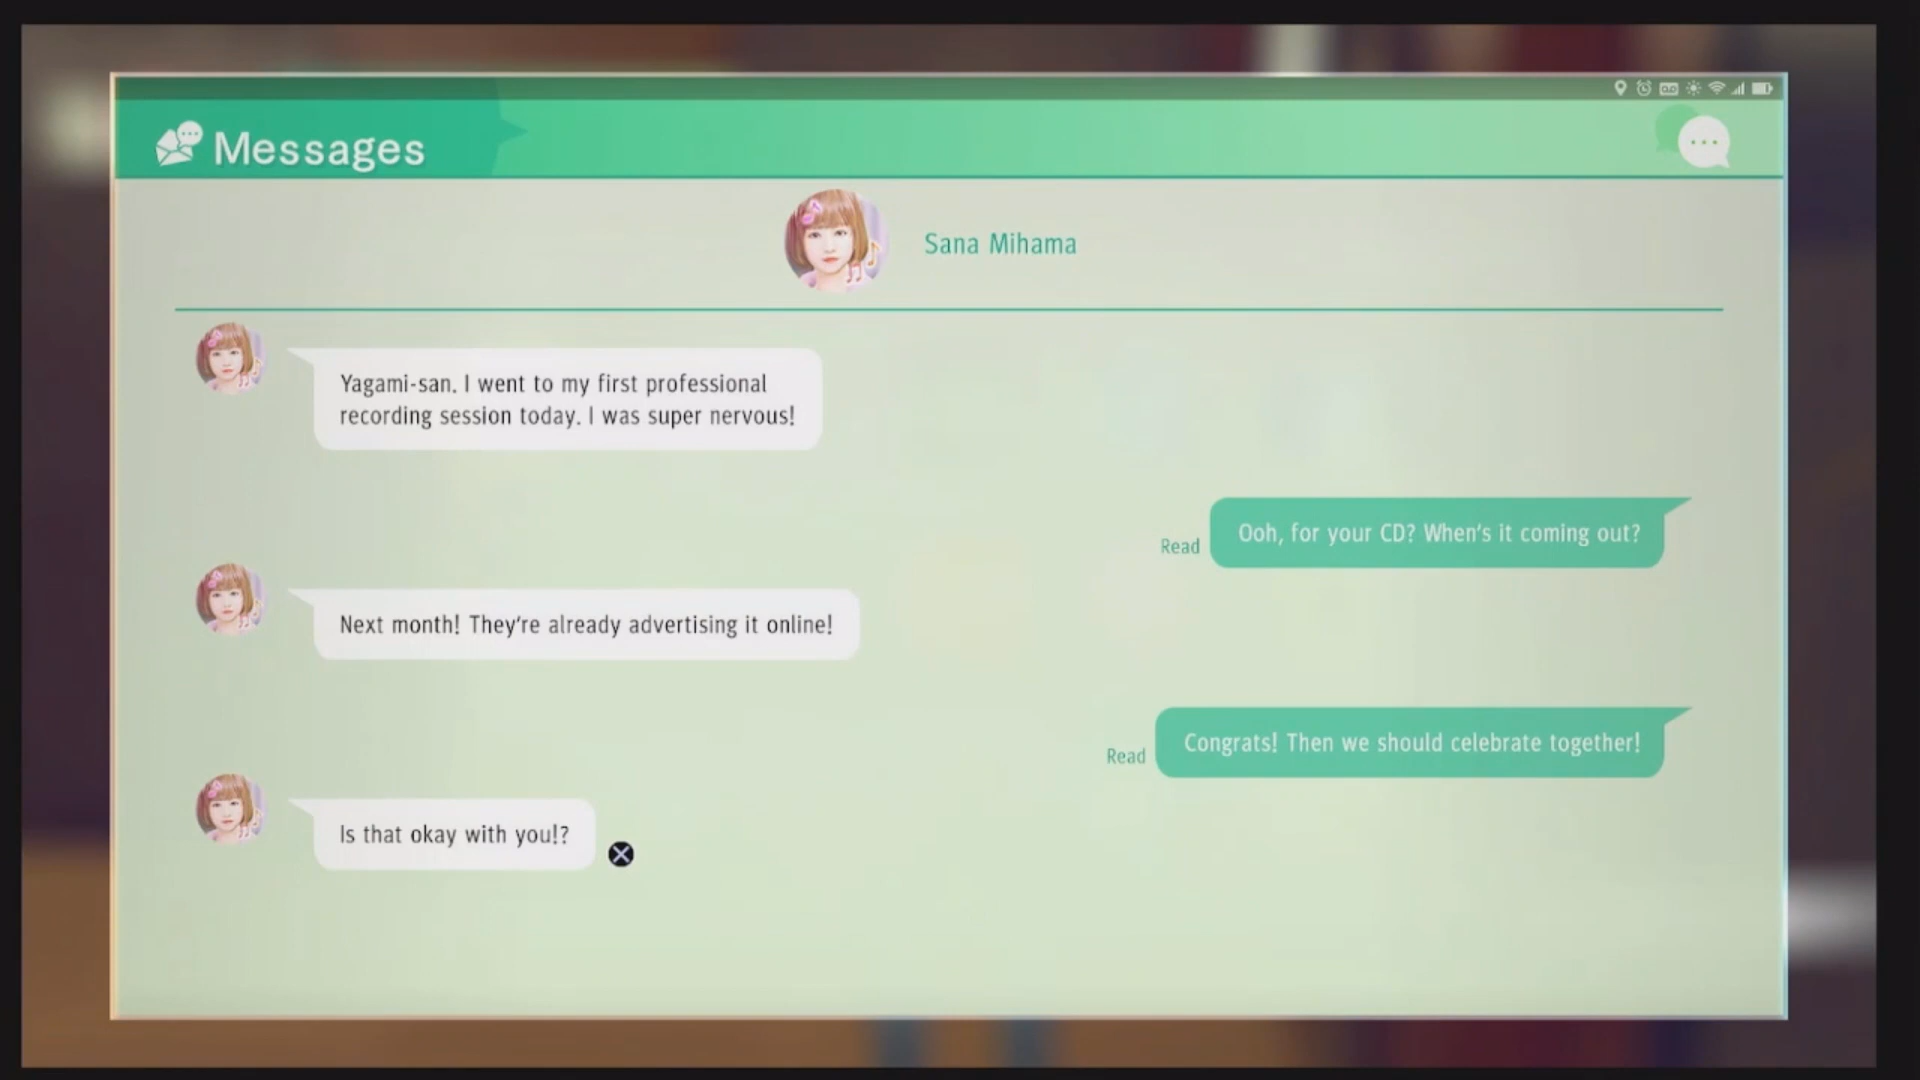 Messages
Sana Mihama
Yagami-san. I went to my first professional
recording session today. I was super nervous!
Ooh, for your CD? When's it coming out?
Read
Next month! They're already advertising it online!
Congrats! Then we should celebrate together!
Read
Is that okay with you!?